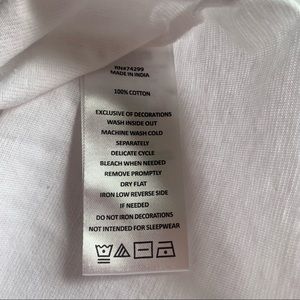 RN#74299
MADE IN INDIA
100% COTTON
EXCLUSIVE OF DECORATIONS
WASH INSIDE OUT
MACHINE WASH COLD
SEPARATELY
DELICATE CYCLE
BLEACH WHEN NEEDED
REMOVE PROMPTLY
DRY FLAT
IRON LOW REVERSE SIDE
IF NEEDED
DO NOT IRON DECORATIONS
NOT INTENDED FOR SLEEPWEAR